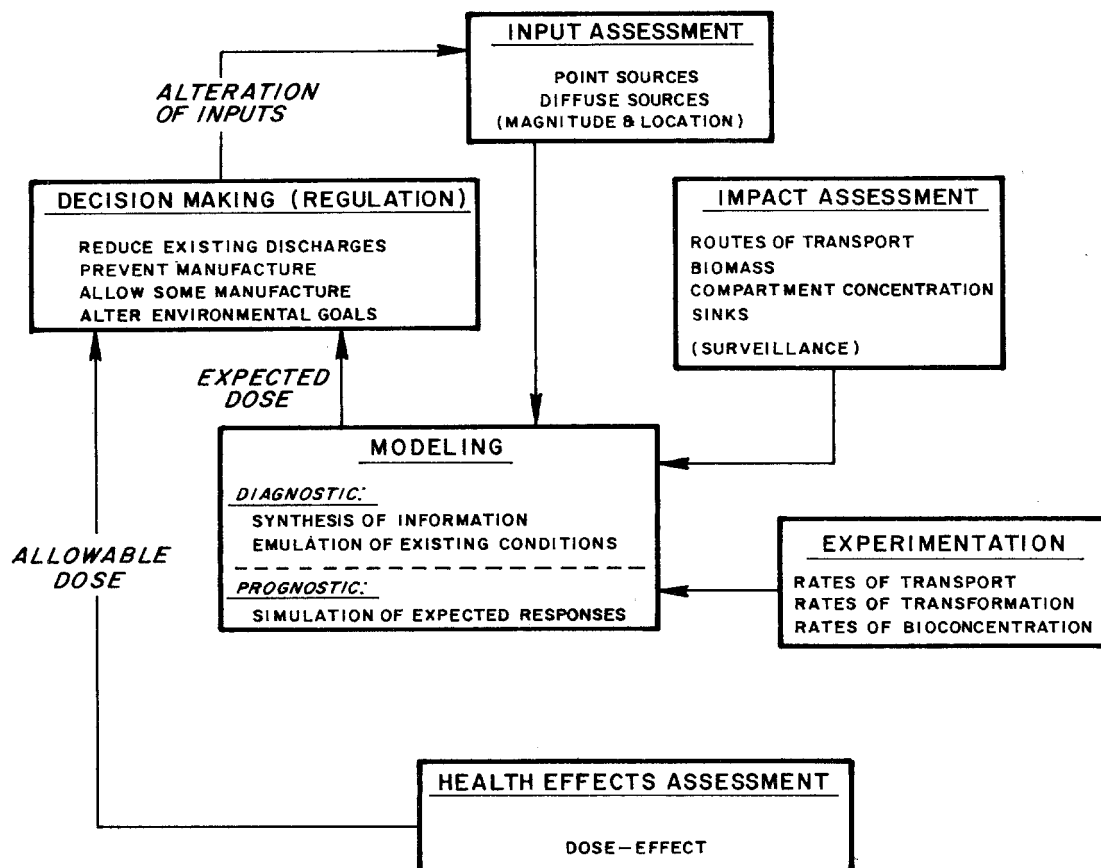 INPUT ASSESSMENT
POINT SOURCES
DIFFUSE SOURCES
(MAGNITUDE & LOCATION)
ALTERATION
OF INPUTS
DECISION MAKING (REGULATION)
REDUCE EXISTING DISCHARGES
PREVENT MANUFACTURE
ALLOW SOME MANUFACTURE
ALTER ENVIRONMENTAL GOALS
IMPACT ASSESSMENT
ROUTES OF TRANSPORT
BIOMASS
COMPARTMENT CONCENTRATION
SINKS
(SURVEILLANCE)
EXPECTED
DOSE
MODELING
DIAGNOSTIC:
SYNTHESIS OF INFORMATION
EMULATION OF EXISTING CONDITIONS
PROGNOSTIC:
SIMULATION OF EXPECTED RESPONSES
EXPERIMENTATION
RATES OF TRANSPORT
RATES OF TRANSFORMATION
RATES OF BIOCONCENTRATION
ALLOWABLE
DOSE
HEALTH EFFECTS ASSESSMENT
DOSE-EFFECT